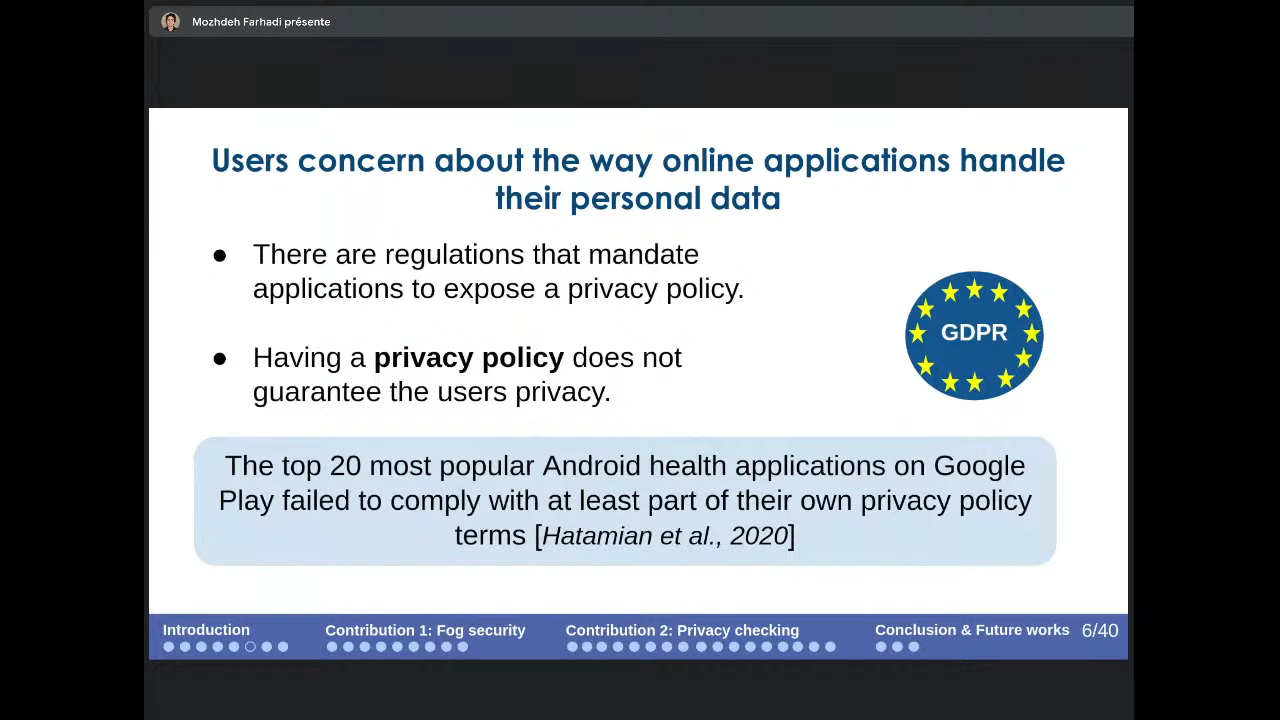 Mozhdeh Farhadi présente
Users concern about the way online applications handle
their personal data
● There are regulations that mandate
applications to expose a privacy policy.
● Having a privacy policy does not
guarantee the users privacy.
GDPR
The top 20 most popular Android health applications on Google
Play failed to comply with at least part of their own privacy policy
terms [Hatamian et al., 2020]
Introduction
Contribution 1: Fog security
Contribution 2: Privacy checking
Conclusion & Future works
6/40